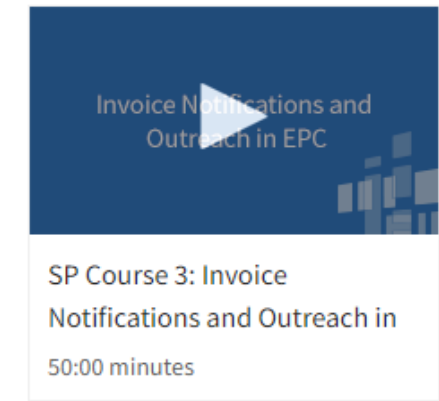 Invoice Notifications and
Outreach in EPC
SP Course 3: Invoice
Notifications and Outreach in
50:00 minutes